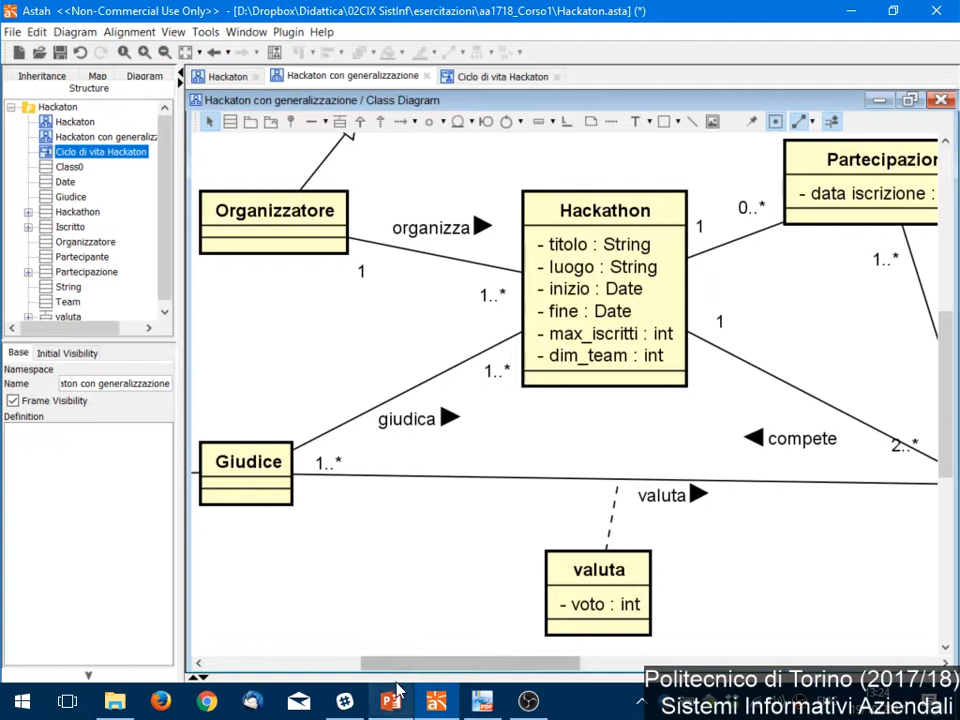 Astah <<Non-Commercial Use Only>> - [D:\Dropbox\Didattica\02CIX SistInf\esercitazioni\aa1718_Corso1\Hackaton.asta] (*)
File Edit Diagram Alignment View Tools Window Plugin Help
Inheritance Map Diagram
Structure
Hackaton
Hackaton
Hackaton con generaliz
Ciclo di vita Hackaton
Class0
Date
Giudice
Hackathon
Iscritto
Organizzatore
Partecipante
Partecipazione
String
Team
valuta
Base Initial Visibility
Namespace
Name ston con generalizzazione
Frame Visibility
Definition
Hackaton Hackaton con generalizzazione Ciclo di vita Hackaton
Hackaton con generalizzazione / Class Diagram
Organizzatore
organizza
1
1..*
Hackathon
- titolo : String
- luogo : String
- inizio : Date
- fine : Date
- max_iscritti : int
- dim_team : int
1
0..*
Partecipazion
- data iscrizione :
1..*
1
1..*
giudica
Giudice
1..*
compete
2..*
valuta
valuta
- voto : int
Politecnico di Torino (2017/18)
Sistemi Informativi Aziendali